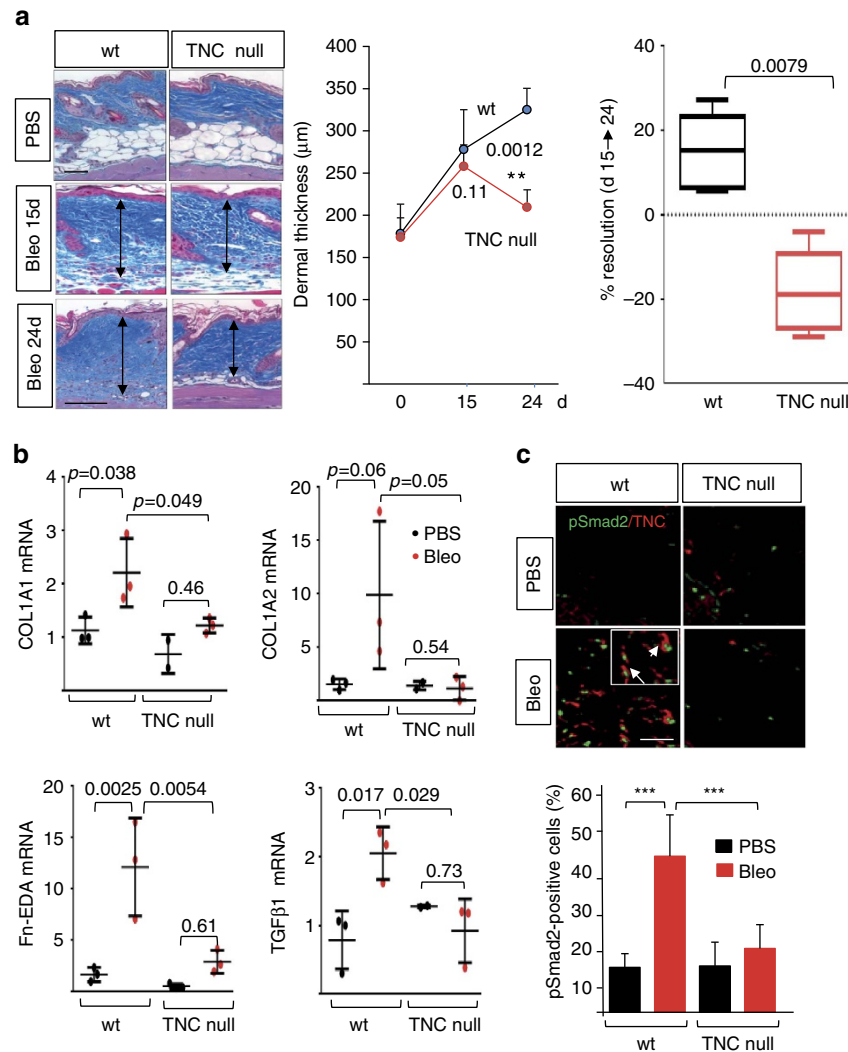 a
wt
TNC null
PBS
Bleo 15d
Bleo 24d
Dermal thickness (μm)
400
350
300
250
200
150
100
50
0
15
24
d
wt
0.0012
**
0.11
TNC null
% resolution (d 15→ 24)
40
20
0
−20
−40
0.0079
wt
TNC null
b
COL1A1 mRNA
4
3
2
1
p=0.038
p=0.049
0.46
wt
TNC null
COL1A2 mRNA
20
15
10
5
p=0.06
p=0.05
PBS
Bleo
0.54
wt
TNC null
Fn-EDA mRNA
20
15
10
5
0.0025
0.0054
0.61
wt
TNC null
TGFβ1 mRNA
3
2
1
0.017
0.029
0.73
wt
TNC null
c
wt
TNC null
PBS
Bleo
pSmad2/TNC
pSmad2-positive cells (%)
60
50
40
30
20
10
***
***
PBS
Bleo
wt
TNC null